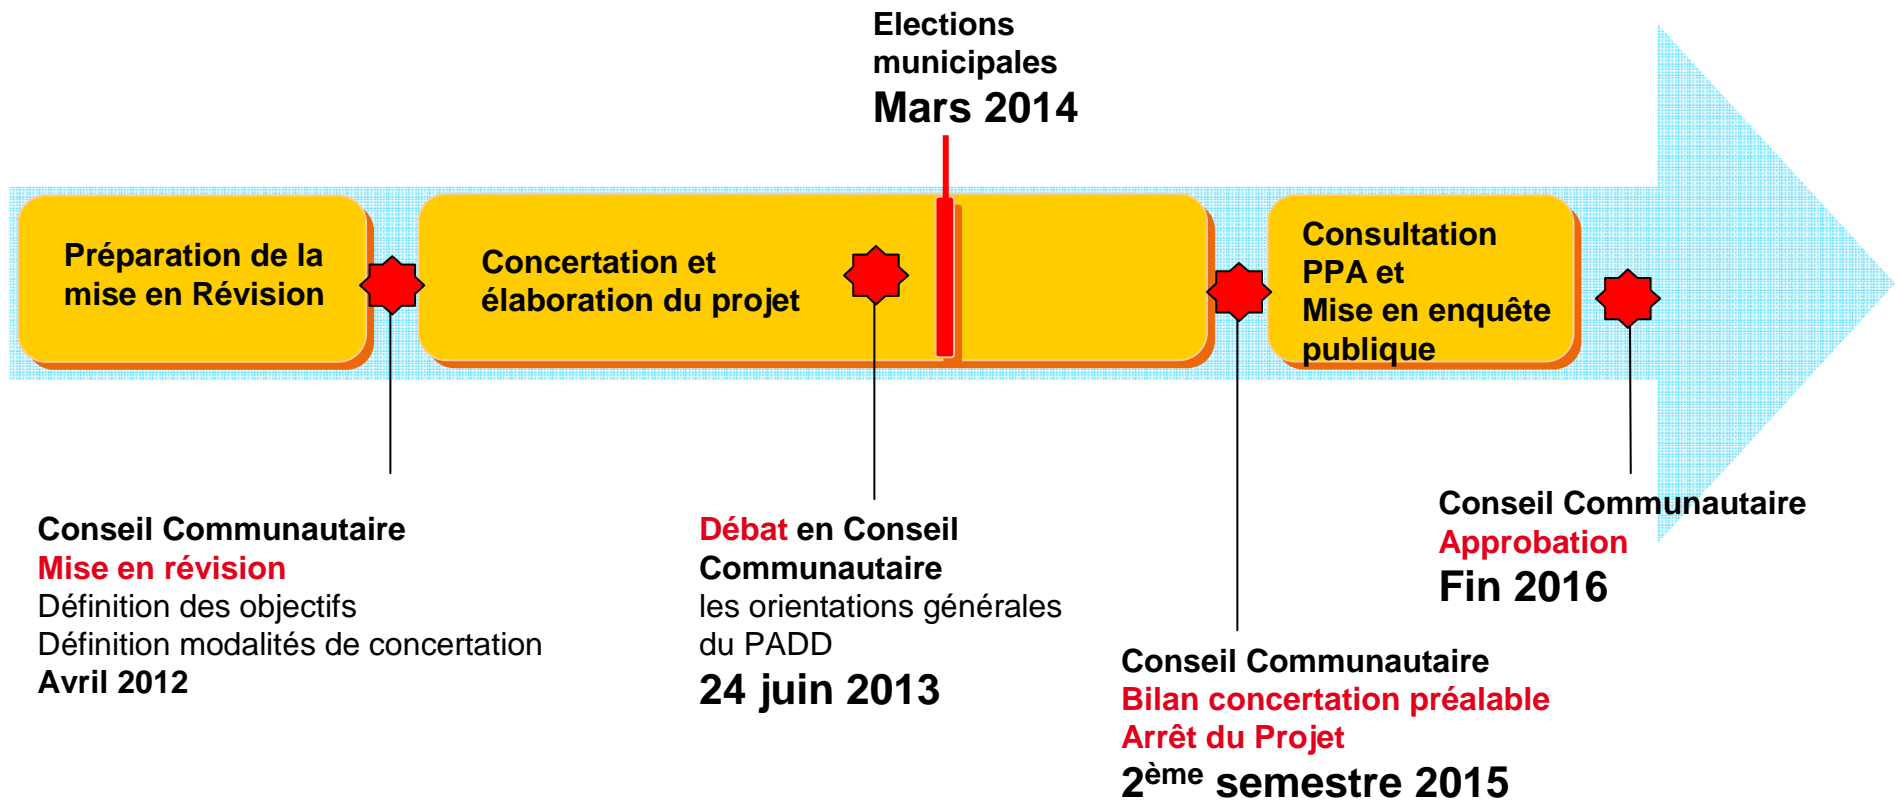 Elections
municipales
Mars 2014
Préparation de la
mise en Révision
Concertation et
élaboration du projet
Consultation
PPA et
Mise en enquête
publique
Conseil Communautaire
Mise en révision
Définition des objectifs
Définition modalités de concertation
Avril 2012
Débat en Conseil
Communautaire
les orientations générales
du PADD
24 juin 2013
Conseil Communautaire
Bilan concertation préalable
Arrêt du Projet
2ème semestre 2015
Conseil Communautaire
Approbation
Fin 2016